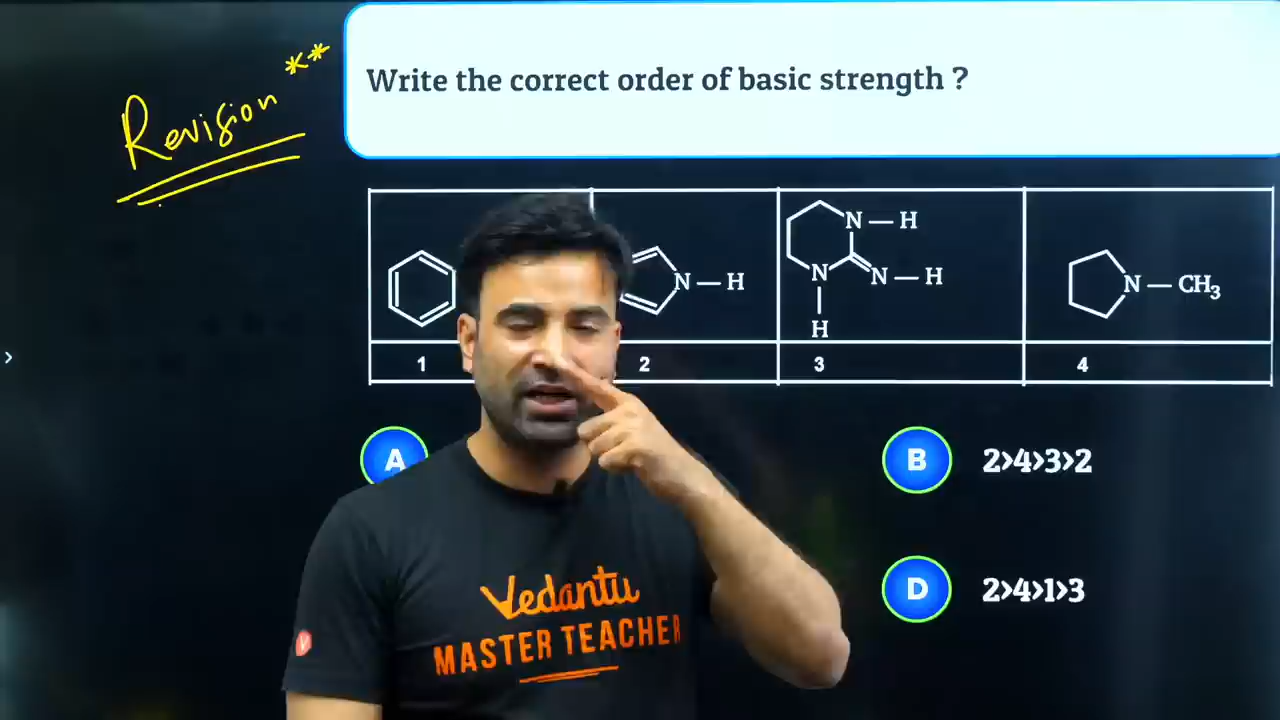 Revision **
Write the correct order of basic strength ?
N — H
N — H
N — H
N
H
N — CH₃
1
2
3
4
A
B 2>4>3>2
D 2>4>1>3
Vedantu
MASTER TEACHER
V